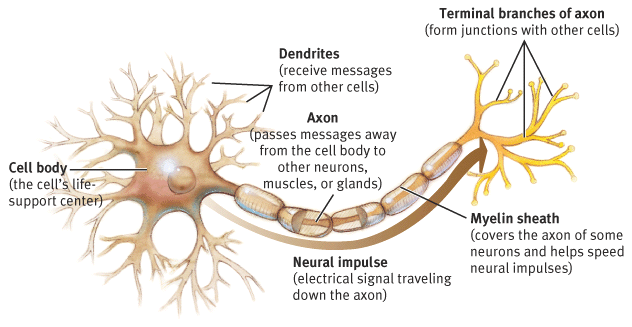 Terminal branches of axon
(form junctions with other cells)
Dendrites
(receive messages
from other cells)
Axon
(passes messages away
from the cell body to
other neurons,
muscles, or glands)
Cell body
(the cell's life-
support center)
Myelin sheath
(covers the axon of some
neurons and helps speed
neural impulses)
Neural impulse
(electrical signal traveling
down the axon)